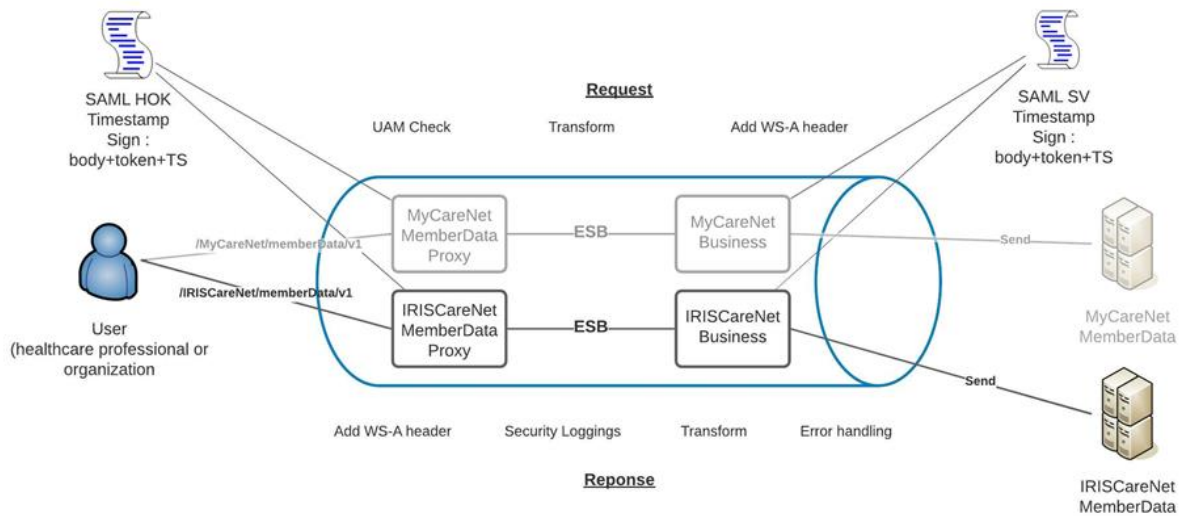 SAML HOK
Timestamp
Sign :
body+token+TS
Request
SAML SV
Timestamp
Sign :
body+token+TS
UAM Check
Transform
Add WS-A header
MyCareNet
MemberData
Proxy
ESB
MyCareNet
Business
/MyCareNet/memberData/v1
Send
/IRISCareNet/memberData/v1
IRISCareNet
MemberData
Proxy
ESB
IRISCareNet
Business
User
(healthcare professional or
organization
MyCareNet
MemberData
Send
Add WS-A header
Security Loggings
Transform
Error handling
Reponse
IRISCareNet
MemberData